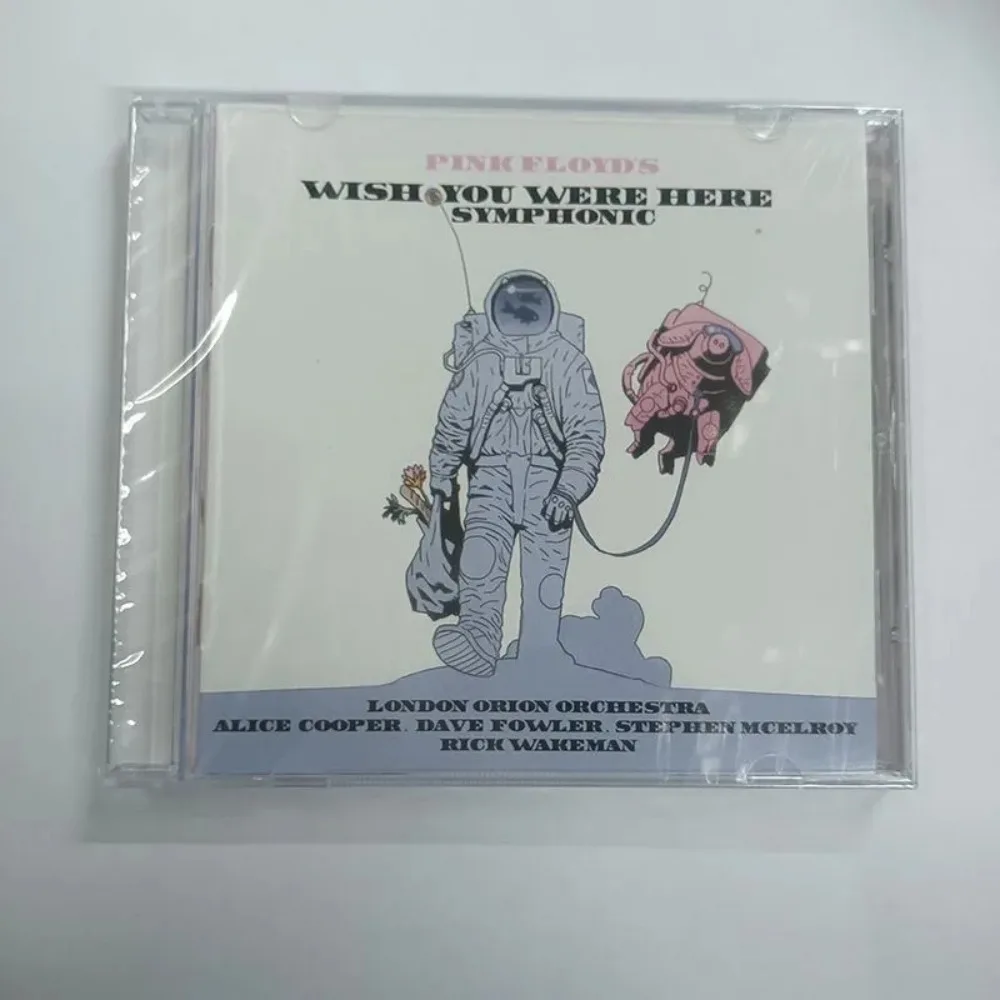 PINK FLOYD'S
WISH YOU WERE HERE
SYMPHONIC
LONDON ORION ORCHESTRA
ALICE COOPER. DAVE FOWLER. STEPHEN MCELROY
RICK WAKEMAN